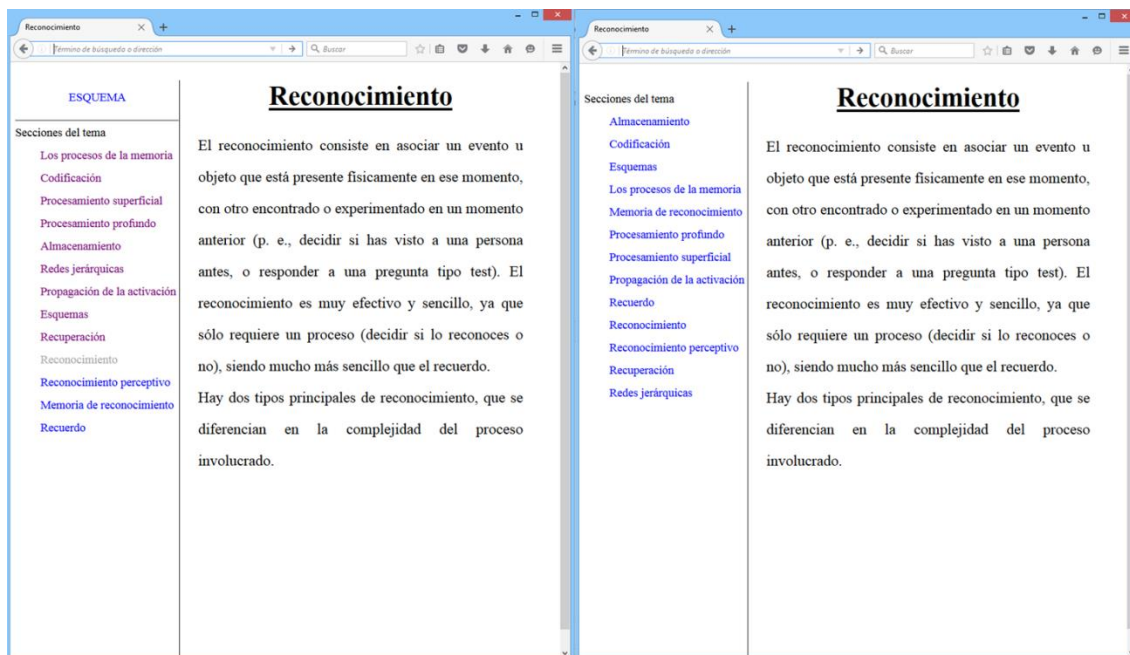 Reconocimiento
Término de búsqueda o dirección
Buscar
ESQUEMA
Secciones del tema
Los procesos de la memoria
Codificación
Procesamiento superficial
Procesamiento profundo
Almacenamiento
Redes jerárquicas
Propagación de la activación
Esquemas
Recuperación
Reconocimiento
Reconocimiento perceptivo
Memoria de reconocimiento
Recuerdo
Reconocimiento
El reconocimiento consiste en asociar un evento u
objeto que está presente físicamente en ese momento,
con otro encontrado o experimentado en un momento
anterior (p. e., decidir si has visto a una persona
antes, o responder a una pregunta tipo test). El
reconocimiento es muy efectivo y sencillo, ya que
sólo requiere un proceso (decidir si lo reconoces o
no), siendo mucho más sencillo que el recuerdo.
Hay dos tipos principales de reconocimiento, que se
diferencian en la complejidad del proceso
involucrado.
Reconocimiento
Término de búsqueda o dirección
Buscar
Secciones del tema
Almacenamiento
Codificación
Esquemas
Los procesos de la memoria
Memoria de reconocimiento
Procesamiento profundo
Procesamiento superficial
Propagación de la activación
Recuerdo
Reconocimiento
Reconocimiento perceptivo
Recuperación
Redes jerárquicas
Reconocimiento
El reconocimiento consiste en asociar un evento u
objeto que está presente físicamente en ese momento,
con otro encontrado o experimentado en un momento
anterior (p. e., decidir si has visto a una persona
antes, o responder a una pregunta tipo test). El
reconocimiento es muy efectivo y sencillo, ya que
sólo requiere un proceso (decidir si lo reconoces o
no), siendo mucho más sencillo que el recuerdo.
Hay dos tipos principales de reconocimiento, que se
diferencian en la complejidad del proceso
involucrado.